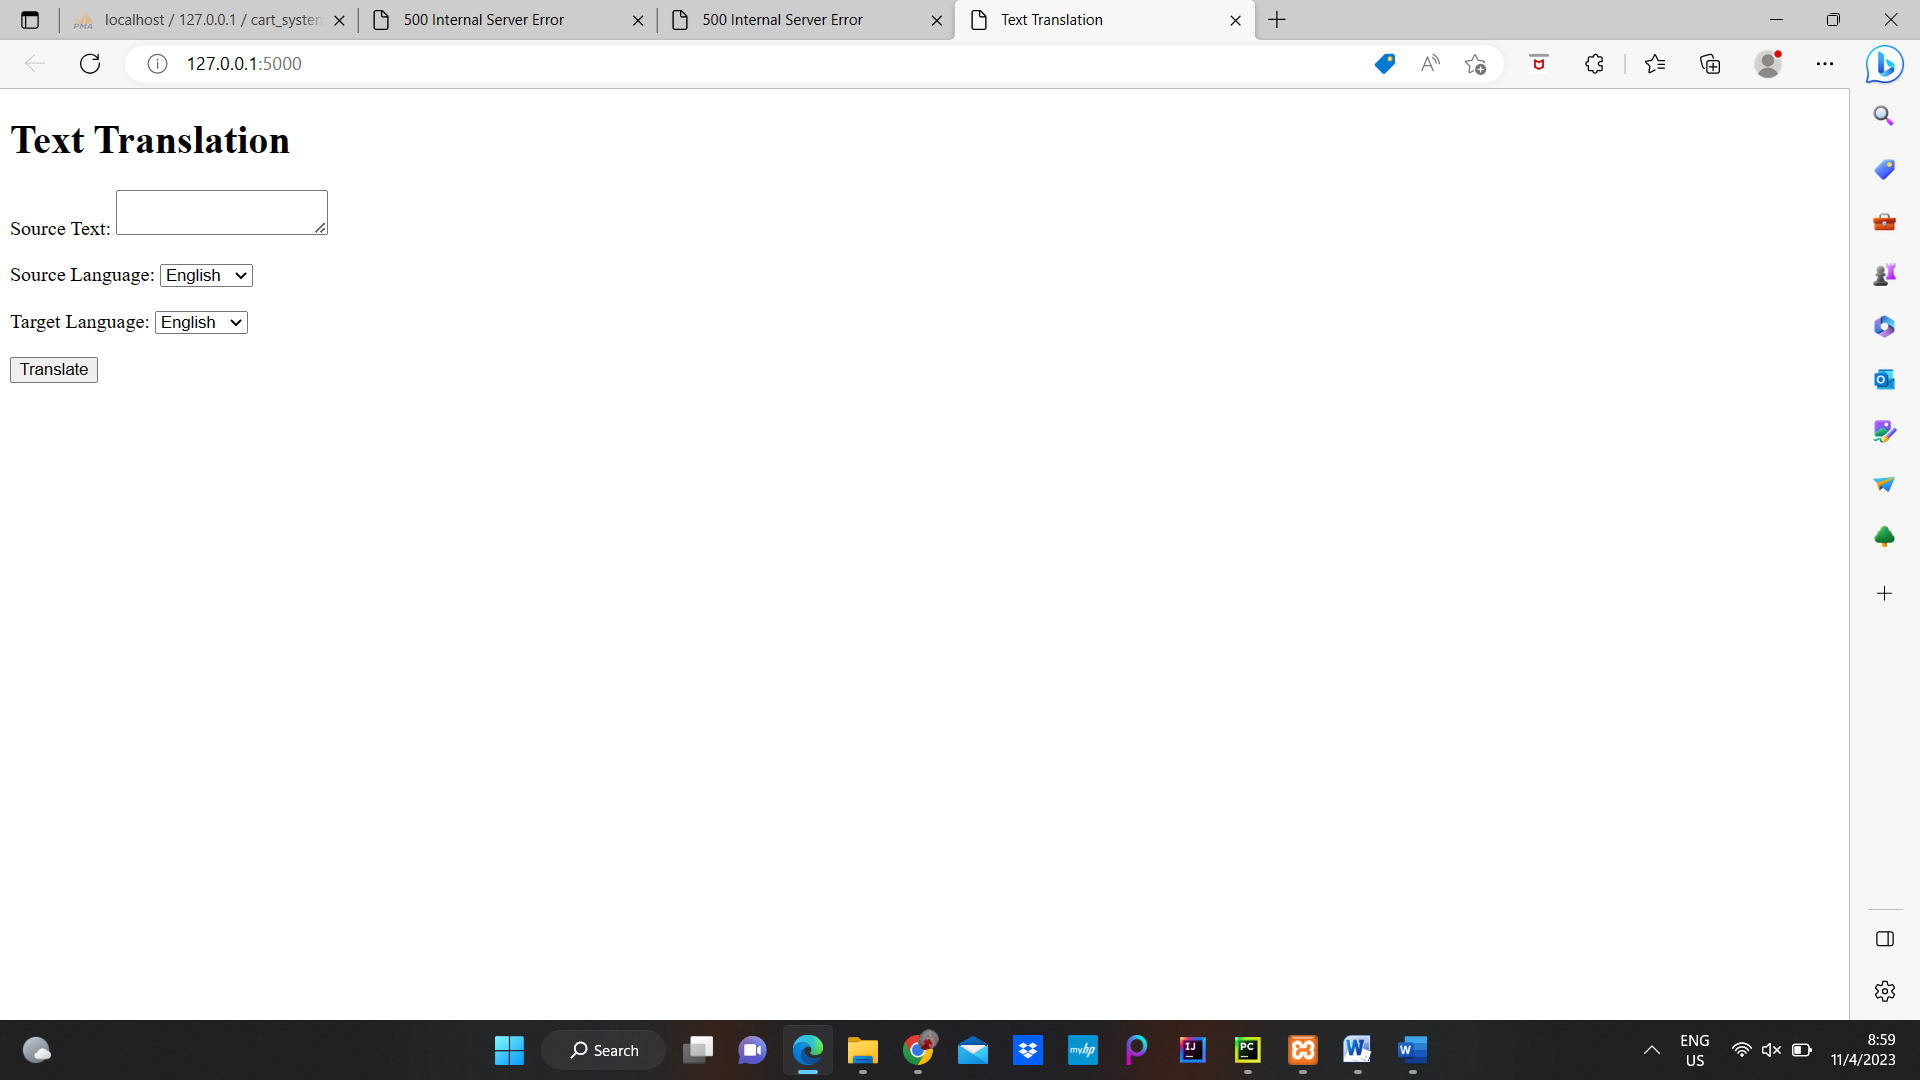 localhost / 127.0.0.1 / cart_system
500 Internal Server Error
500 Internal Server Error
Text Translation
127.0.0.1:5000
Text Translation
Source Text:
Source Language: English
Target Language: English
Translate
Search
ENG
US
8:59
11/4/2023